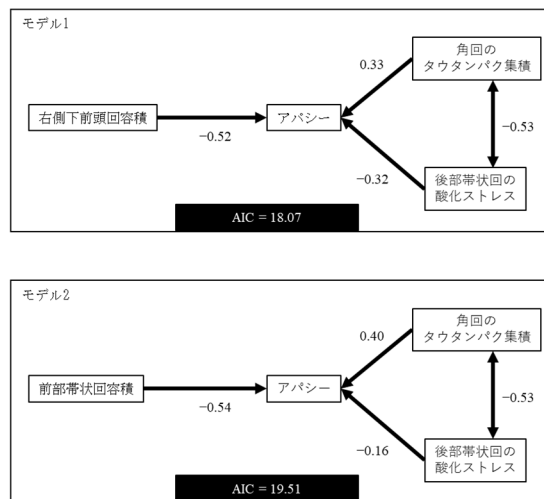 モデル1
角回の
タウタンパク集積
0.33
右側下前頭回容積
アパシー
−0.52
−0.53
−0.32
後部帯状回の
酸化ストレス
AIC = 18.07
モデル2
角回の
タウタンパク集積
0.40
前部帯状回容積
アパシー
−0.54
−0.53
−0.16
後部帯状回の
酸化ストレス
AIC = 19.51